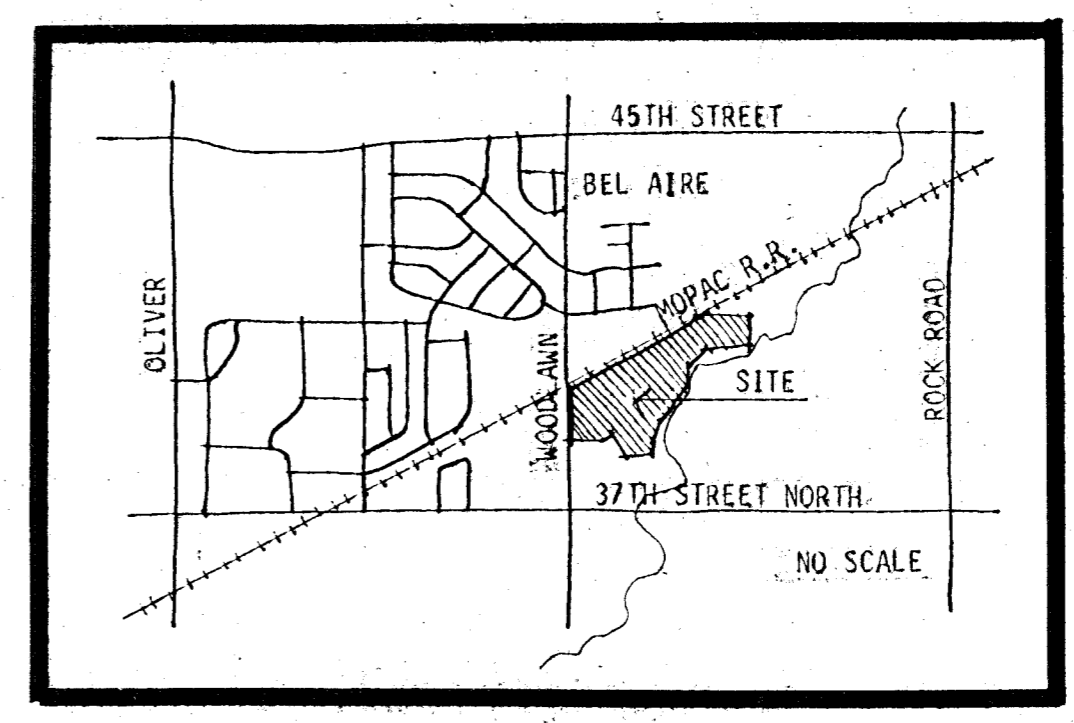 45TH STREET
BEL AIRE
MOPAC R.R.
OLIVER
WOODLAWN
ROCK ROAD
SITE
37TH STREET NORTH
NO SCALE